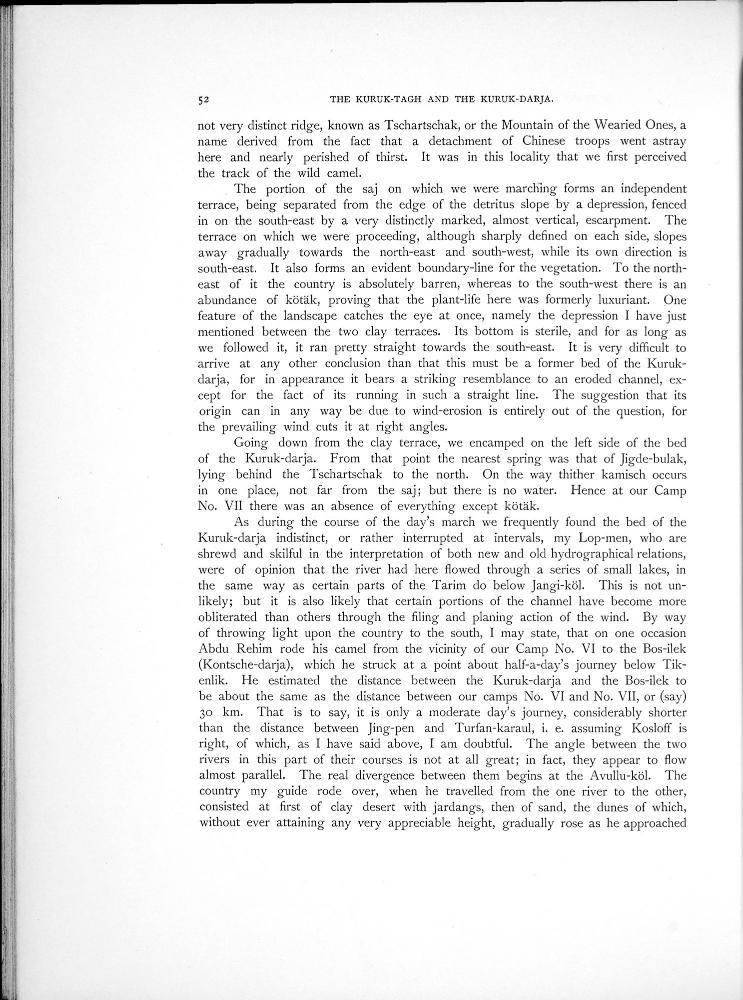 52 THE KURUK-TAGH AND THE KURUK-DARJA.
not very distinct ridge, known as Tschartschak, or the Mountain of the Wearied Ones, a
name derived from the fact that a detachment of Chinese troops went astray
here and nearly perished of thirst. It was in this locality that we first perceived
the track of the wild camel.
The portion of the saj on which we were marching forms an independent
terrace, being separated from the edge of the detritus slope by a depression, fenced
in on the south-east by a very distinctly marked, almost vertical, escarpment. The
terrace on which we were proceeding, although sharply defined on each side, slopes
away gradually towards the north-east and south-west, while its own direction is
south-east. It also forms an evident boundary-line for the vegetation. To the north-
east of it the country is absolutely barren, whereas to the south-west there is an
abundance of kötäk, proving that the plant-life here was formerly luxuriant. One
feature of the landscape catches the eye at once, namely the depression I have just
mentioned between the two clay terraces. Its bottom is sterile, and for as long as
we followed it, it ran pretty straight towards the south-east. It is very difficult to
arrive at any other conclusion than that this must be a former bed of the Kuruk-
darja, for in appearance it bears a striking resemblance to an eroded channel, ex-
cept for the fact of its running in such a straight line. The suggestion that its
origin can in any way be due to wind-erosion is entirely out of the question, for
the prevailing wind cuts it at right angles.
Going down from the clay terrace, we encamped on the left side of the bed
of the Kuruk-darja. From that point the nearest spring was that of Jigde-bulak,
lying behind the Tschartschak to the north. On the way thither kamisch occurs
in one place, not far from the saj; but there is no water. Hence at our Camp
No. VII there was an absence of everything except kötäk.
As during the course of the day's march we frequently found the bed of the
Kuruk-darja indistinct, or rather interrupted at intervals, my Lop-men, who are
shrewd and skilful in the interpretation of both new and old hydrographical relations,
were of opinion that the river had here flowed through a series of small lakes, in
the same way as certain parts of the Tarim do below Jangi-köl. This is not un-
likely; but it is also likely that certain portions of the channel have become more
obliterated than others through the filing and planing action of the wind. By way
of throwing light upon the country to the south, I may state, that on one occasion
Abdu Rehim rode his camel from the vicinity of our Camp No. VI to the Bos-ilek
(Kontsche-darja), which he struck at a point about half-a-day's journey below Tik-
enlik. He estimated the distance between the Kuruk-darja and the Bos-ilek to
be about the same as the distance between our camps No. VI and No. VII, or (say)
30 km. That is to say, it is only a moderate day's journey, considerably shorter
than the distance between Jing-pen and Turfan-karaul, i. e. assuming Kosloff is
right, of which, as I have said above, I am doubtful. The angle between the two
rivers in this part of their courses is not at all great; in fact, they appear to flow
almost parallel. The real divergence between them begins at the Avullu-köl. The
country my guide rode over, when he travelled from the one river to the other,
consisted at first of clay desert with jardangs, then of sand, the dunes of which,
without ever attaining any very appreciable height, gradually rose as he approached